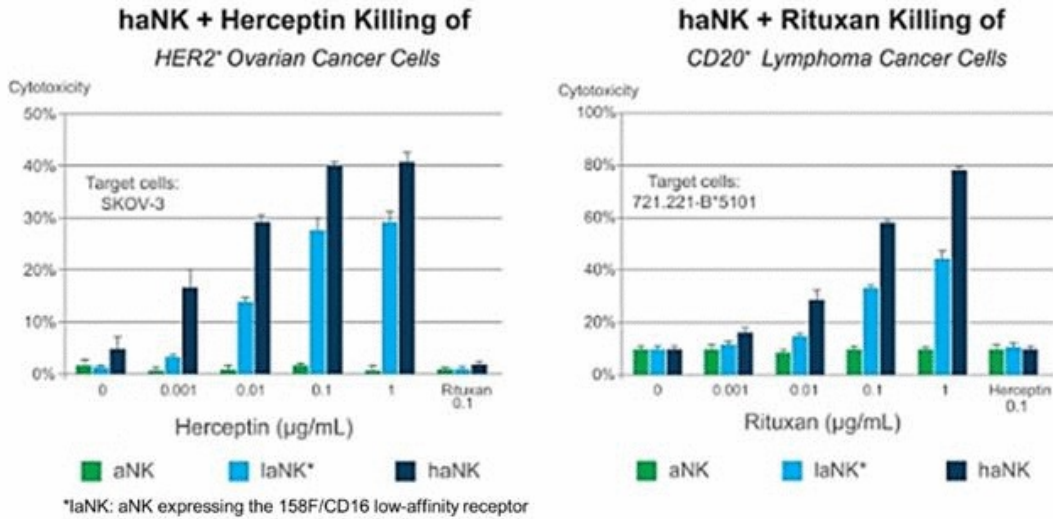 haNK + Herceptin Killing of
HER2⁺ Ovarian Cancer Cells
Cytotoxicity
50%
40%
30%
20%
10%
0%
Target cells:
SKOV-3
0 0.001 0.01 0.1 1 Rituxan
0.1
Herceptin (µg/mL)
aNK laNK* haNK
*laNK: aNK expressing the 158F/CD16 low-affinity receptor
haNK + Rituxan Killing of
CD20⁺ Lymphoma Cancer Cells
Cytotoxicity
100%
80%
60%
40%
20%
0%
Target cells:
721.221-B*5101
0 0.001 0.01 0.1 1 Herceptin
0.1
Rituxan (µg/mL)
aNK laNK* haNK